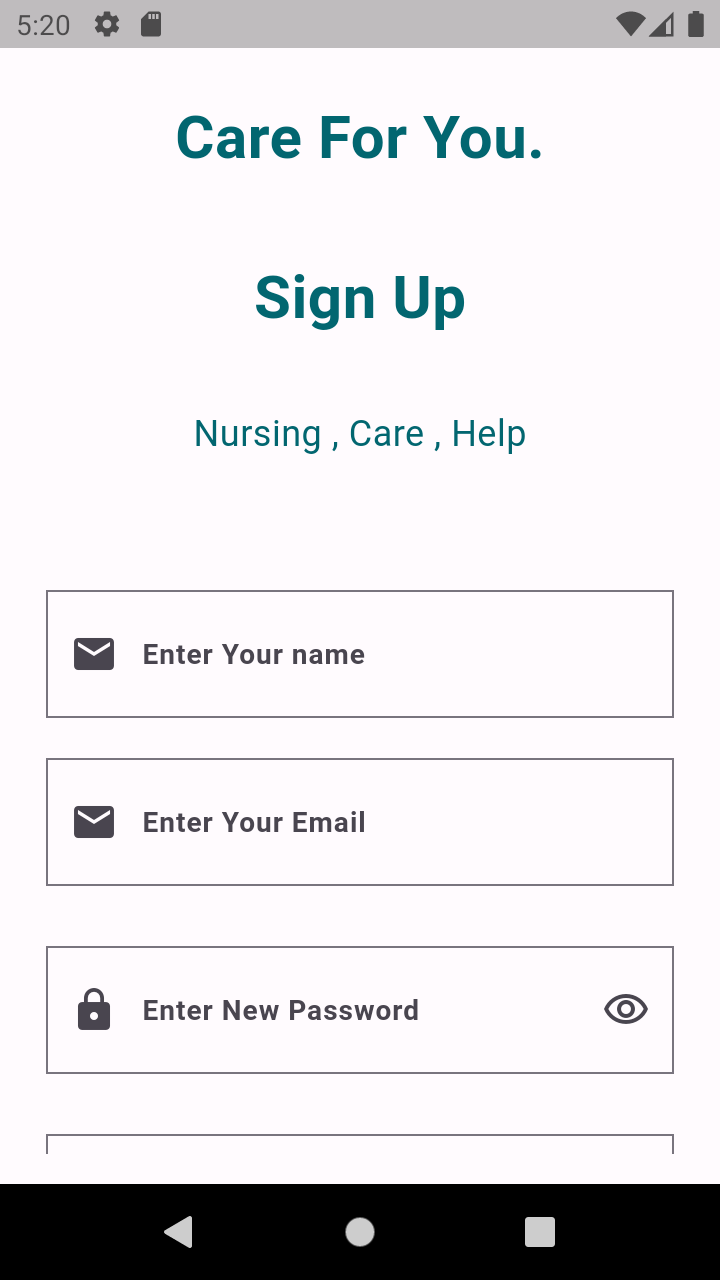 5:20
Care For You.
Sign Up
Nursing , Care , Help
Enter Your name
Enter Your Email
Enter New Password